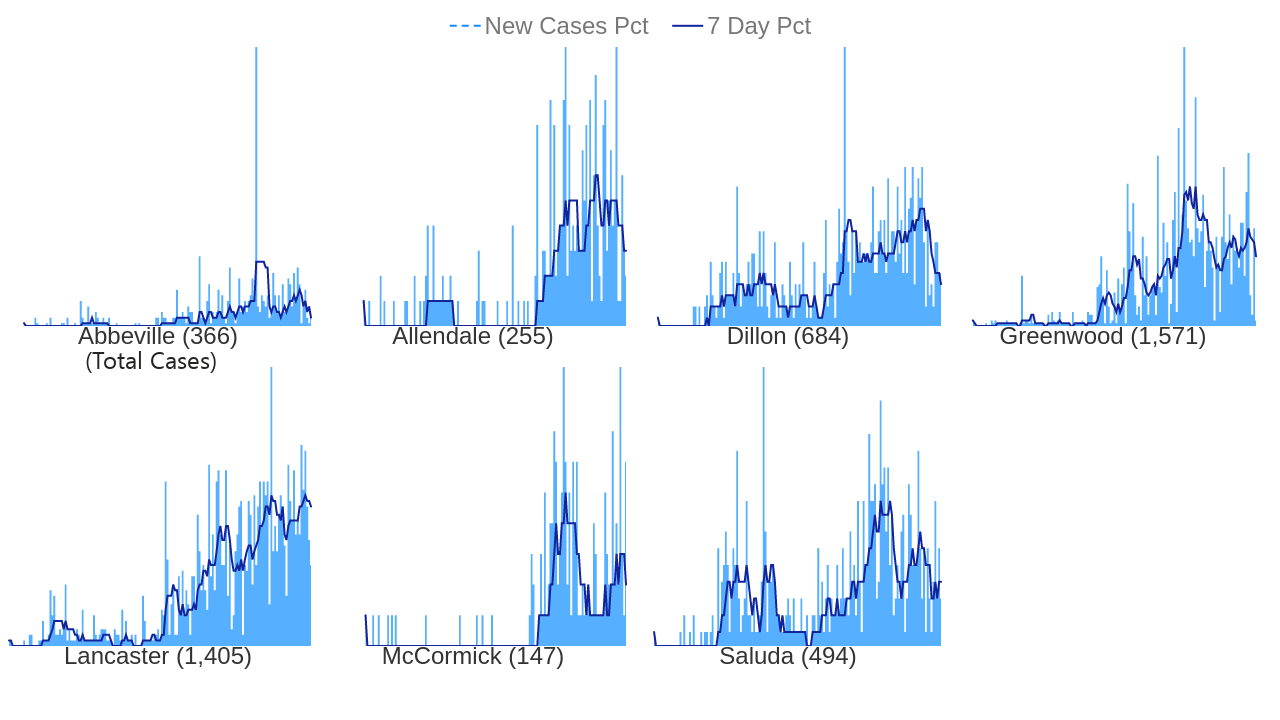 New Cases Pct 7 Day Pct
Abbeville (366) Allendale (255) Dillon (684) Greenwood (1,571)
(Total Cases)
Lancaster (1,405) McCormick (147) Saluda (494)